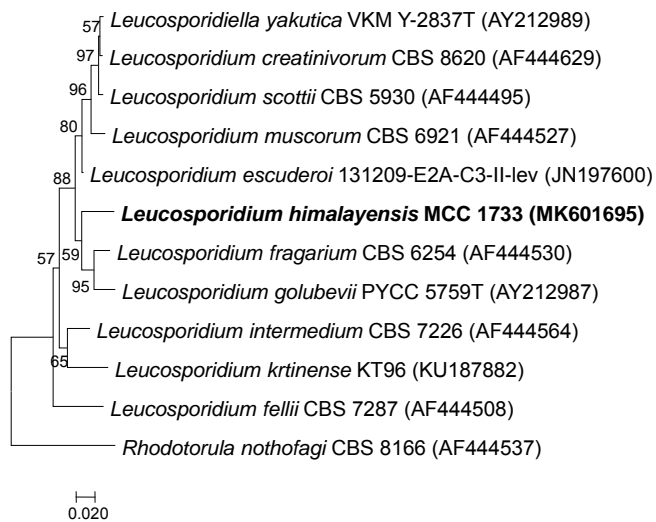 57
Leucosporidiella yakutica VKM Y-2837T (AY212989)
97
Leucosporidium creatinivorum CBS 8620 (AF444629)
96
Leucosporidium scottii CBS 5930 (AF444495)
80
Leucosporidium muscorum CBS 6921 (AF444527)
88
Leucosporidium escuderoi 131209-E2A-C3-II-lev (JN197600)
Leucosporidium himalayensis MCC 1733 (MK601695)
57
59
Leucosporidium fragarium CBS 6254 (AF444530)
95
Leucosporidium golubevii PYCC 5759T (AY212987)
Leucosporidium intermedium CBS 7226 (AF444564)
65
Leucosporidium krtinense KT96 (KU187882)
Leucosporidium fellii CBS 7287 (AF444508)
Rhodotorula nothofagi CBS 8166 (AF444537)
0.020